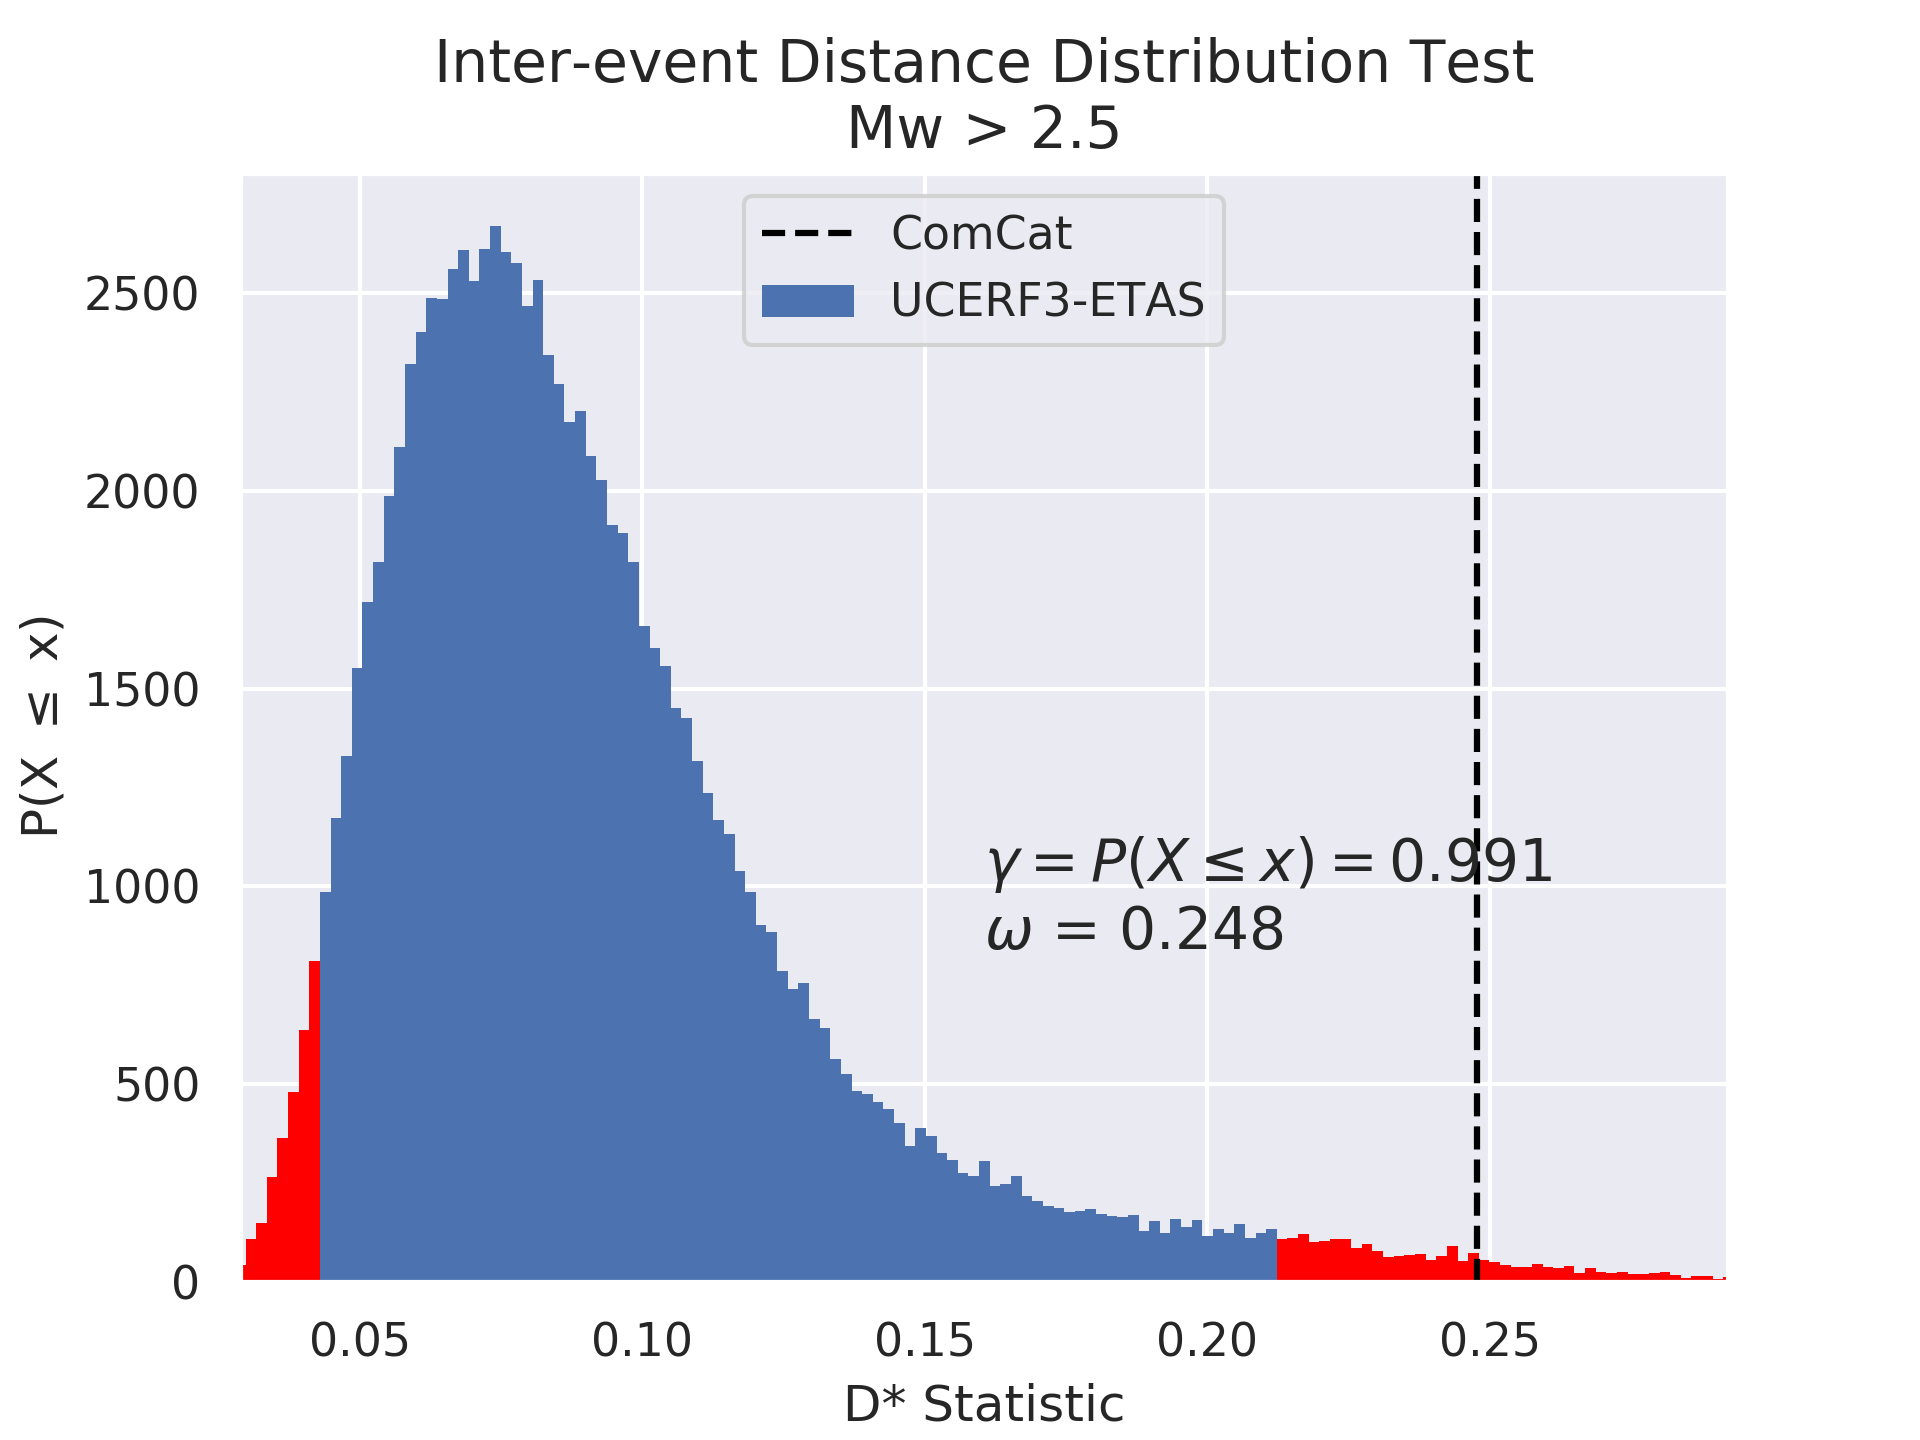 Inter-event Distance Distribution Test
Mw > 2.5
ComCat
UCERF3-ETAS
2500
2000
1500
1000
500
0
P(X ≤ x)
γ = P(X ≤ x) = 0.991
ω = 0.248
0.05 0.10 0.15 0.20 0.25
D* Statistic